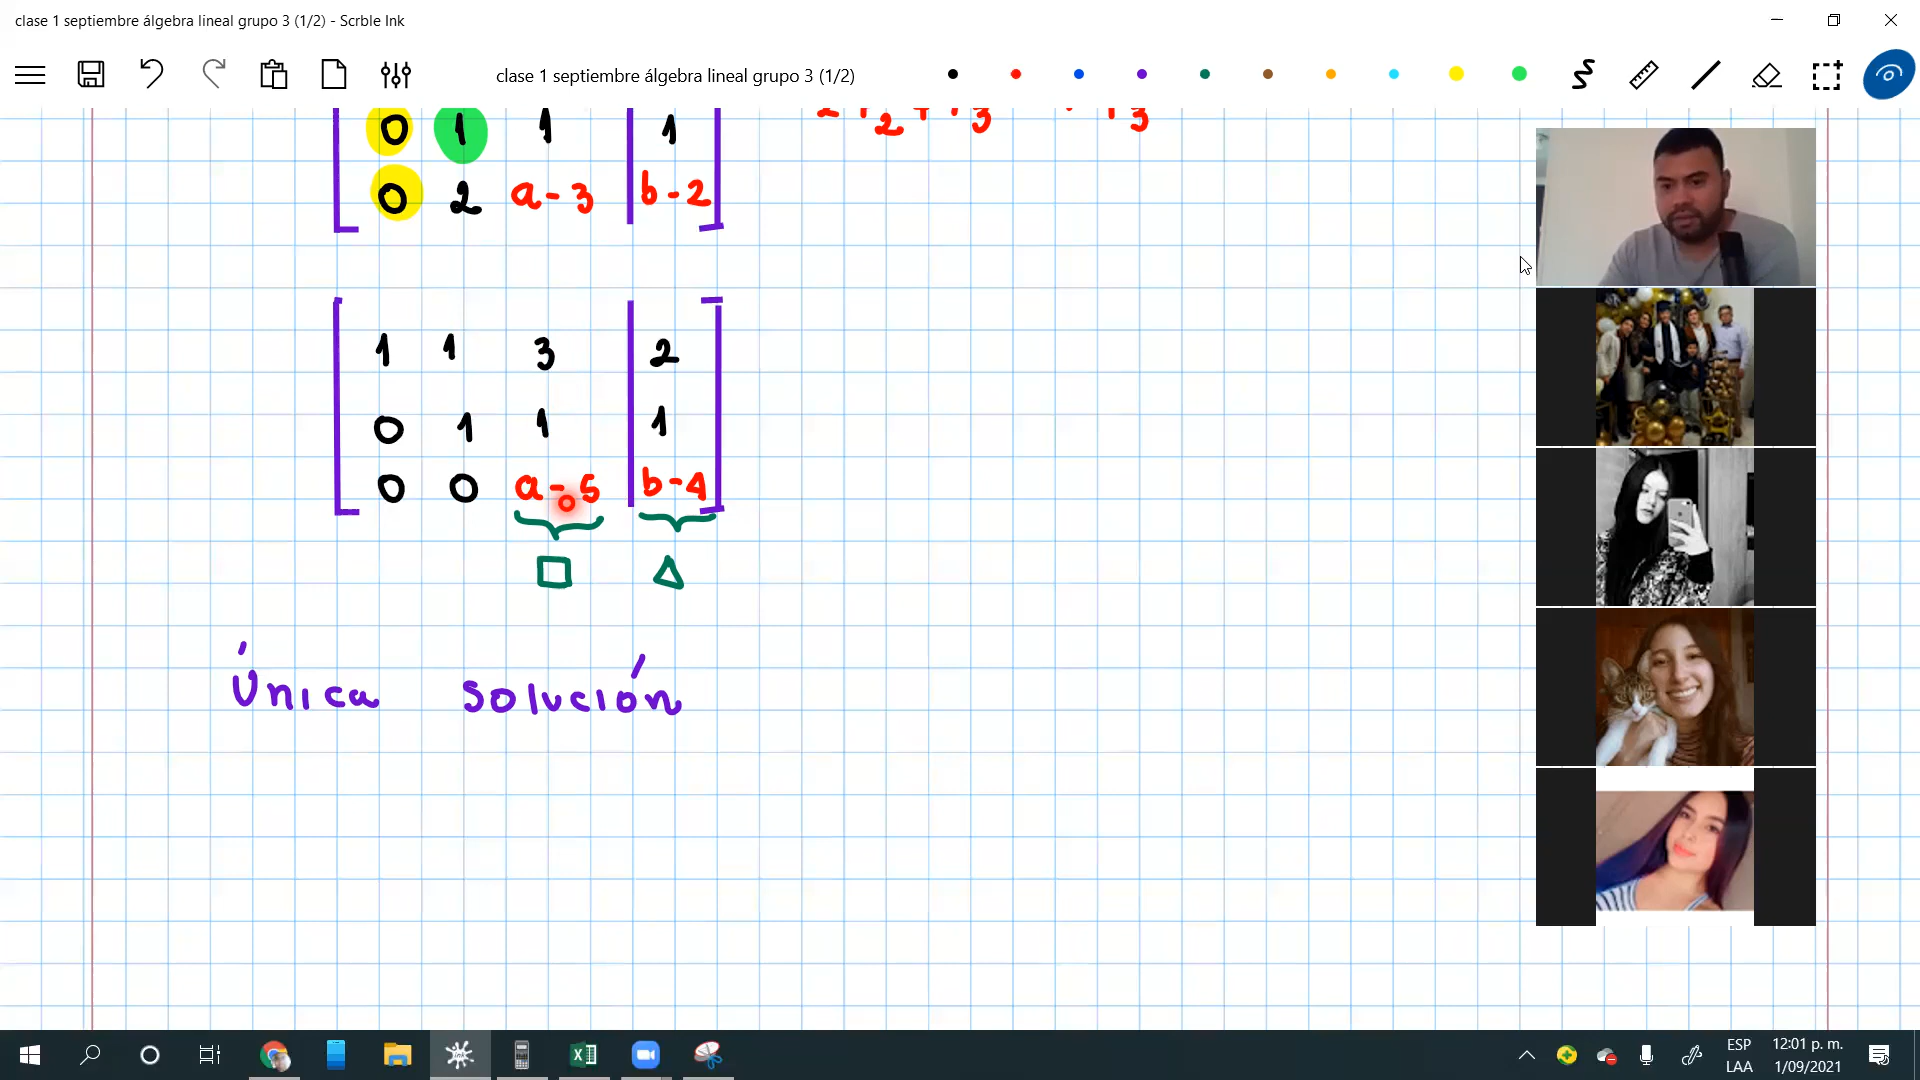 clase 1 septiembre álgebra lineal grupo 3 (1/2) - Scrble Ink
clase 1 septiembre álgebra lineal grupo 3 (1/2)
0 1 1 1
0 2 a-3 b-2
1 1 3 2
0 1 1 1
0 0 a-5 b-4
Única solución
ESP
LAA
12:01 p. m.
1/09/2021